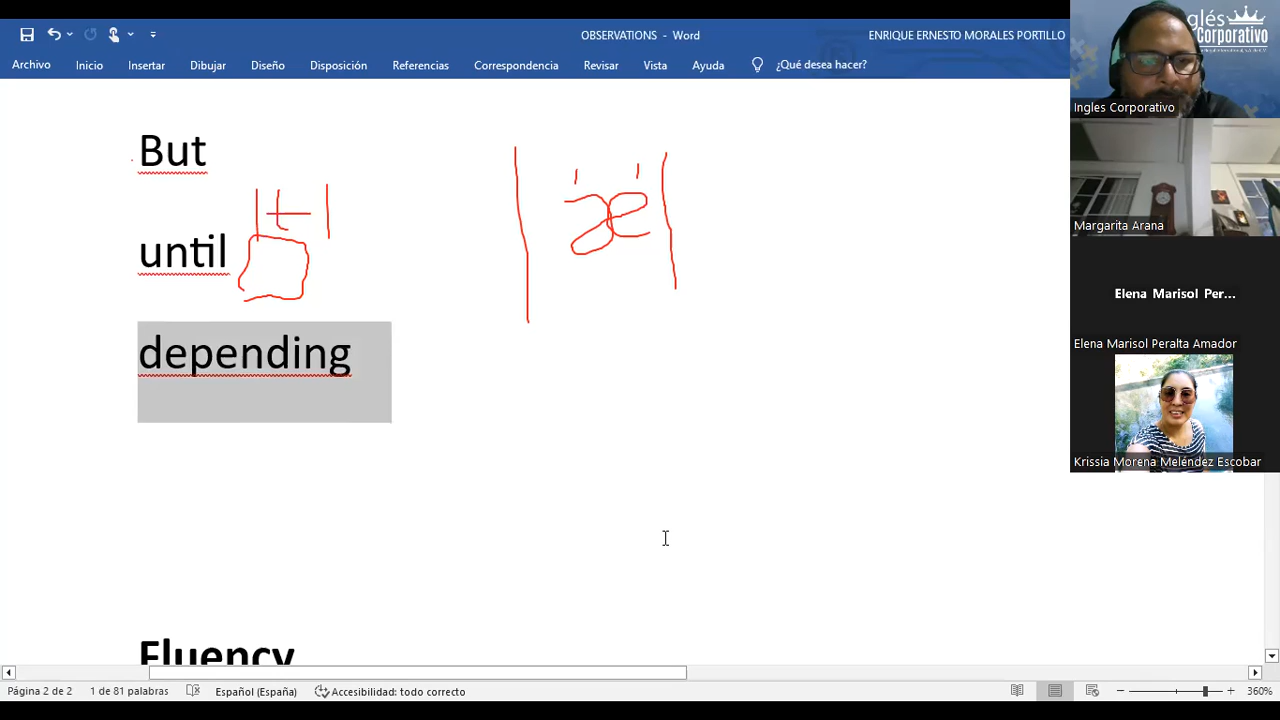 OBSERVATIONS - Word
ENRIQUE ERNESTO MORALES PORTILLO
Archivo Inicio Insertar Dibujar Diseño Disposición Referencias Correspondencia Revisar Vista Ayuda ¿Qué desea hacer?
glés
Corporativo
Ingles Corporativo
But
|t|
until
|æ|
depending
Fluency
Margarita Arana
Elena Marisol Per...
Elena Marisol Peralta Amador
Krissia Morena Meléndez Escobar
Página 2 de 2 1 de 81 palabras Español (España) Accesibilidad: todo correcto 360%